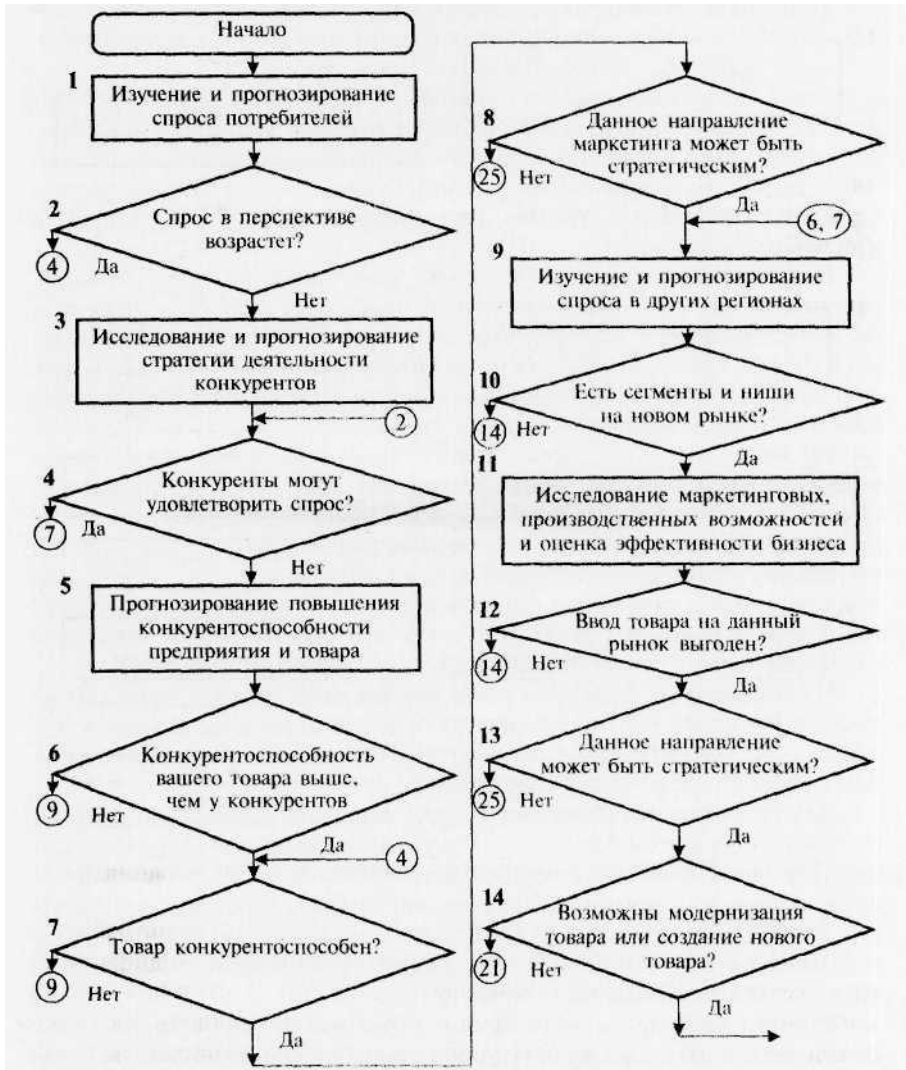 Начало
1
Изучение и прогнозирование
спроса потребителей
2
Спрос в перспективе
возрастет?
4
Да
Нет
3
Исследование и прогнозирование
стратегии деятельности
конкурентов
2
4
Конкуренты могут
удовлетворить спрос?
7
Да
Нет
5
Прогнозирование повышения
конкурентоспособности
предприятия и товара
6
Конкурентоспособность
вашего товара выше,
чем у конкурентов
9
Нет
Да
4
7
Товар конкурентоспособен?
9
Нет
Да
8
Данное направление
маркетинга может быть
стратегическим?
25
Нет
Да
6, 7
9
Изучение и прогнозирование
спроса в других регионах
10
Есть сегменты и ниши
на новом рынке?
14
Нет
Да
11
Исследование маркетинговых,
производственных возможностей
и оценка эффективности бизнеса
12
Ввод товара на данный
рынок выгоден?
14
Нет
Да
13
Данное направление
может быть стратегическим?
25
Нет
Да
14
Возможны модернизация
товара или создание нового
товара?
21
Нет
Да